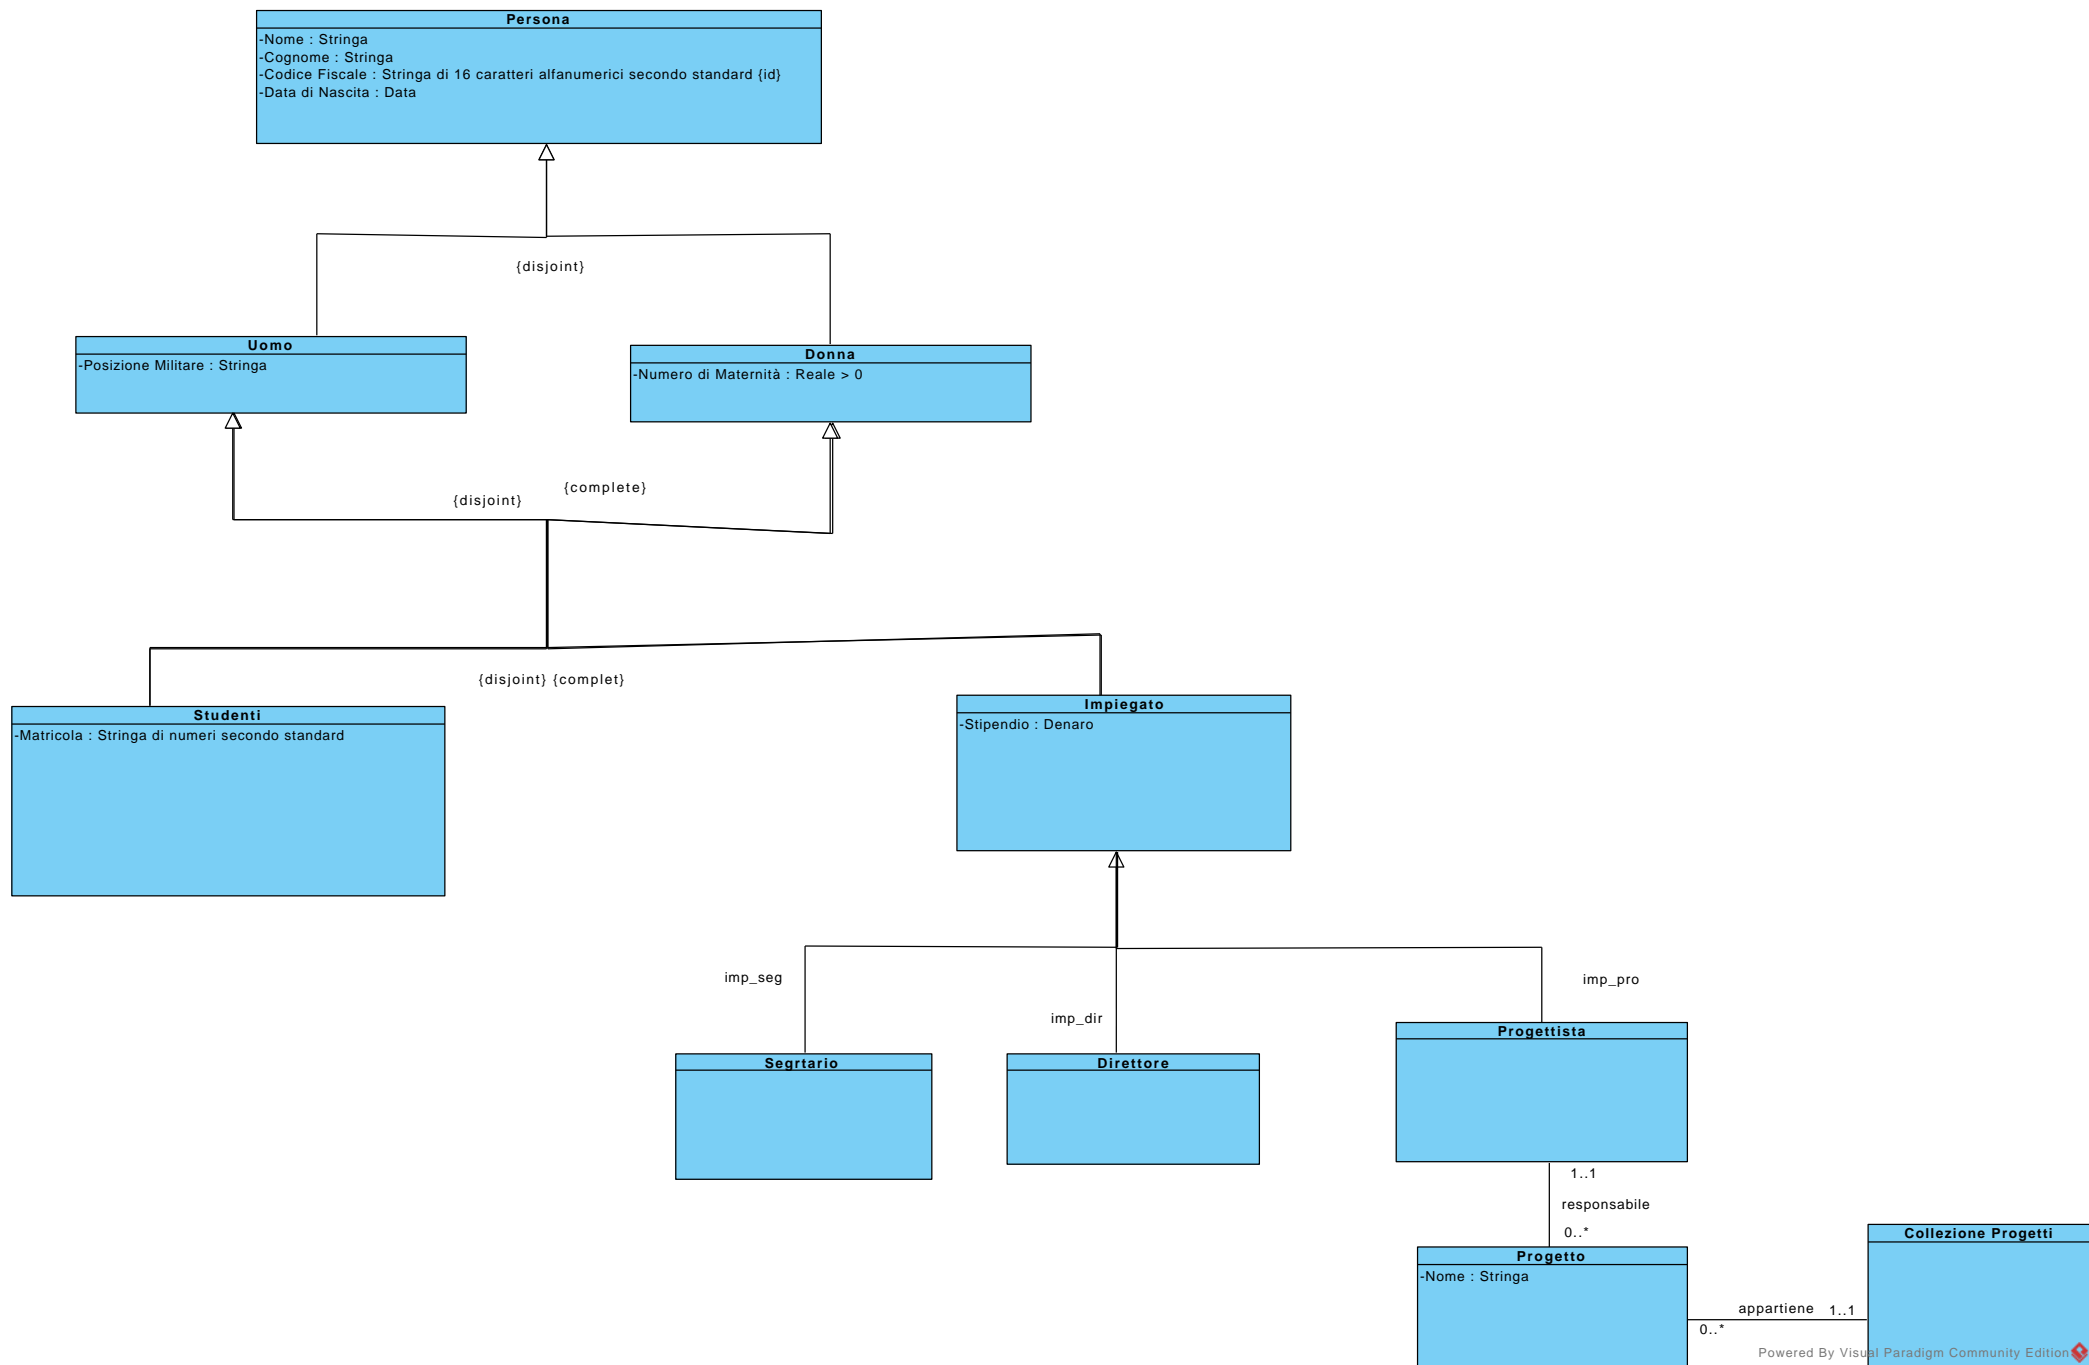 Persona
-Nome : Stringa
-Cognome : Stringa
-Codice Fiscale : Stringa di 16 caratteri alfanumerici secondo standard {id}
-Data di Nascita : Data
{disjoint}
Uomo
-Posizione Militare : Stringa
Donna
-Numero di Maternità : Reale > 0
{disjoint}
{complete}
{disjoint} {complet}
Studenti
-Matricola : Stringa di numeri secondo standard
Impiegato
-Stipendio : Denaro
imp_seg
imp_dir
imp_pro
Segrtario
Direttore
Progettista
1..1
responsabile
0..*
Progetto
-Nome : Stringa
Collezione Progetti
appartiene
1..1
0..*
Powered By Visual Paradigm Community Edition